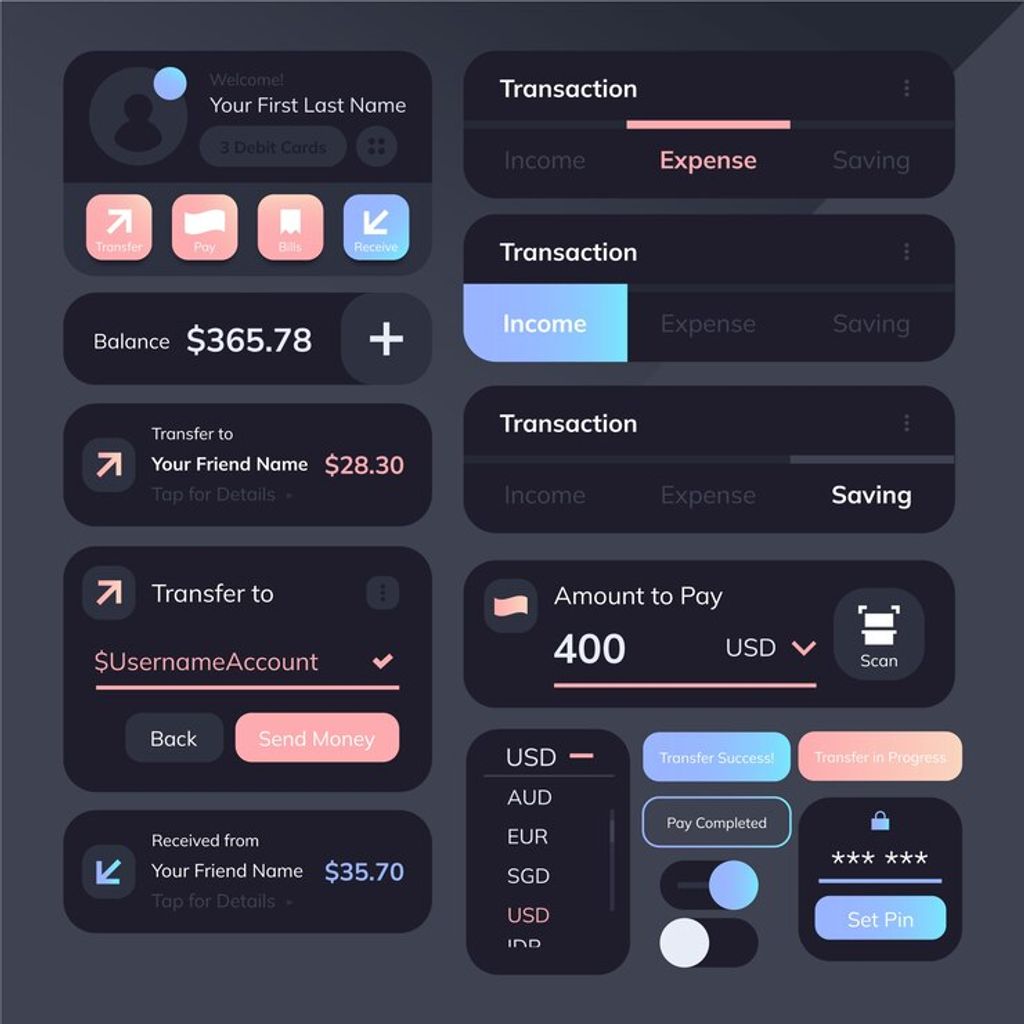 Welcome!
Your First Last Name
3 Debit Cards
Transfer
Pay
Bills
Receive
Balance $365.78
Transfer to
Your Friend Name $28.30
Tap for Details
Transfer to
$UsernameAccount
Back
Send Money
Received from
Your Friend Name $35.70
Tap for Details
Transaction
Income Expense Saving
Transaction
Income Expense Saving
Transaction
Income Expense Saving
Amount to Pay
400 USD
Scan
USD
AUD
EUR
SGD
USD
IDR
Transfer Success!
Transfer in Progress
Pay Completed
*** ***
Set Pin